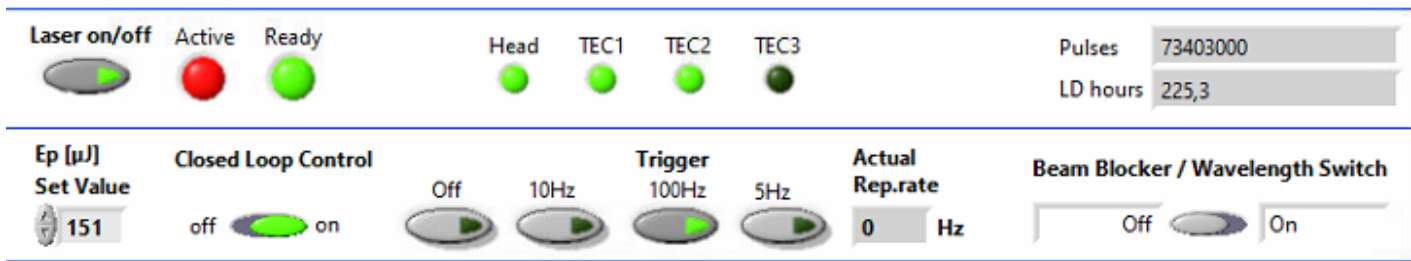 Laser on/off Active Ready Head TEC1 TEC2 TEC3 Pulses 73403000
LD hours 225,3
Ep [µJ] Set Value 151
Closed Loop Control
off on
Trigger
Off 10Hz 100Hz 5Hz
Actual Rep.rate
0 Hz
Beam Blocker / Wavelength Switch
Off On